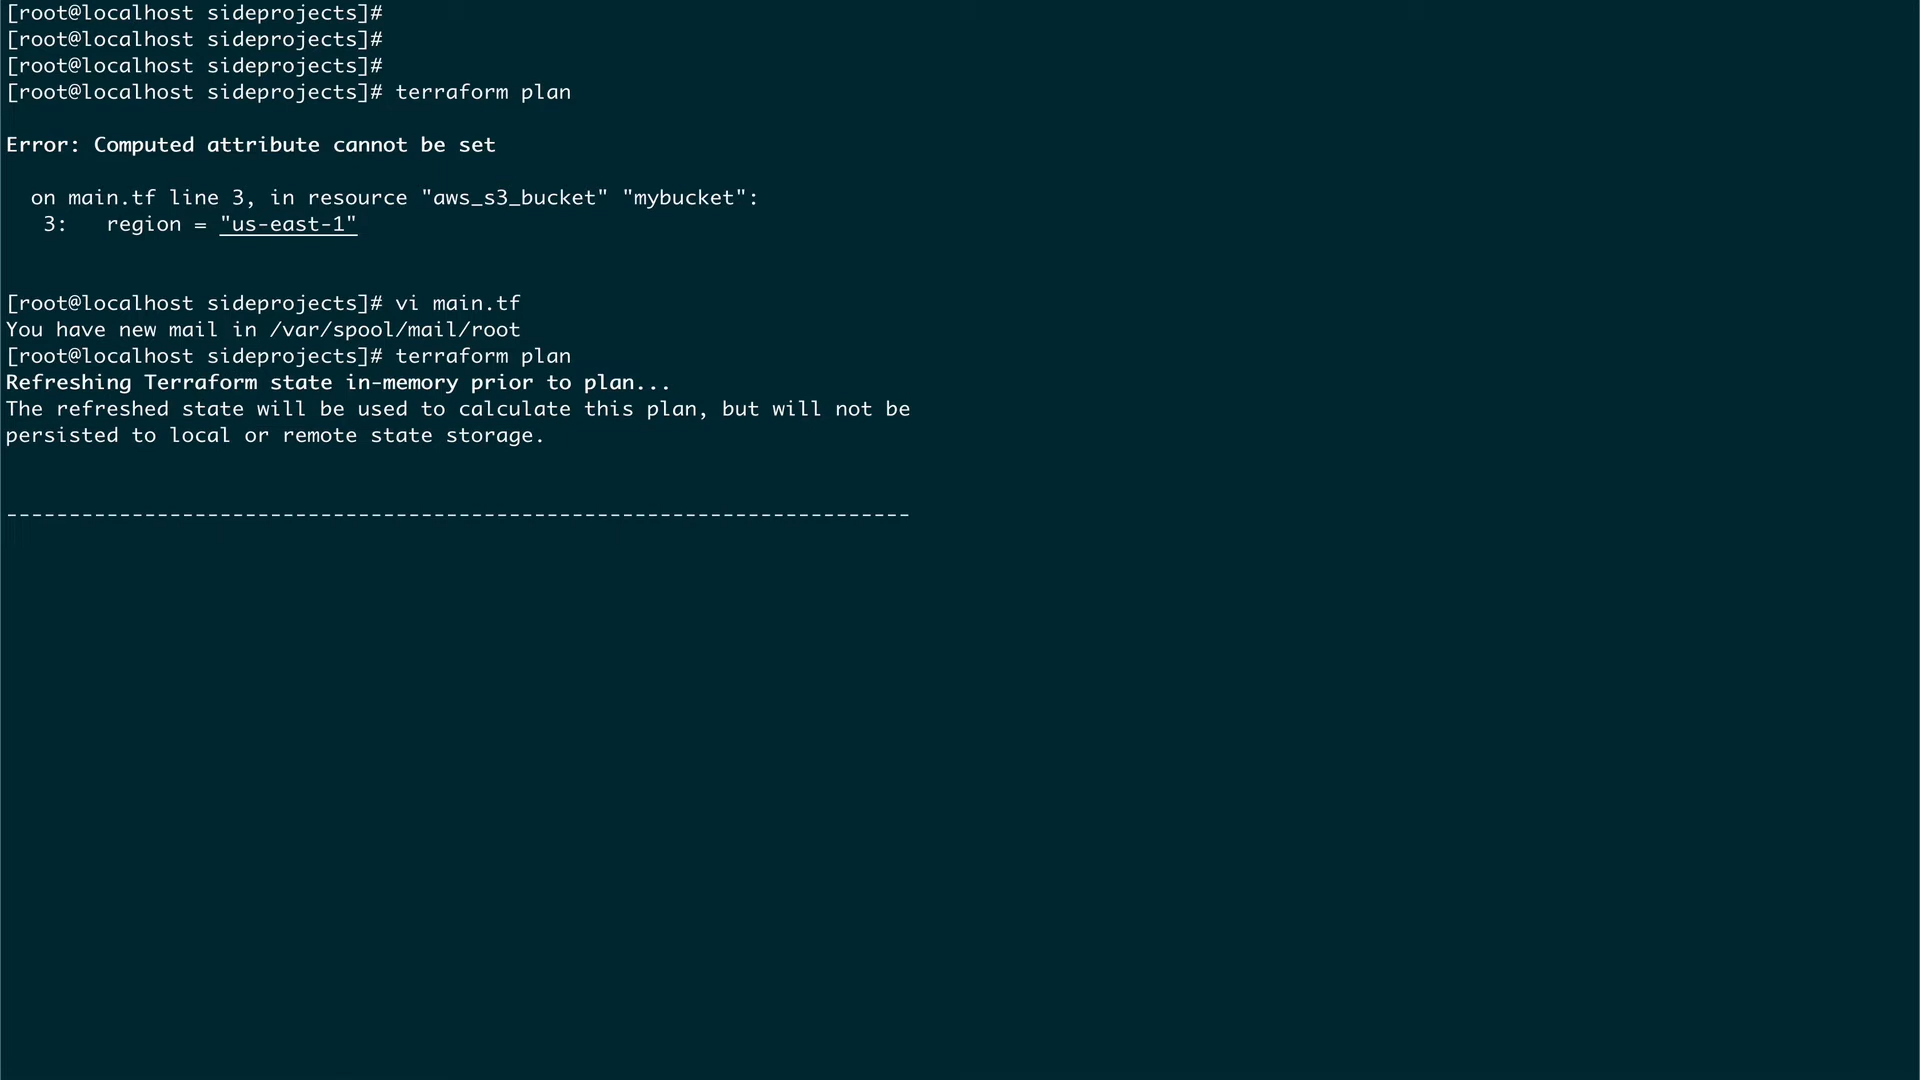 [root@localhost sideprojects]#
[root@localhost sideprojects]#
[root@localhost sideprojects]#
[root@localhost sideprojects]# terraform plan
Error: Computed attribute cannot be set
on main.tf line 3, in resource "aws_s3_bucket" "mybucket":
3: region = "us-east-1"
[root@localhost sideprojects]# vi main.tf
You have new mail in /var/spool/mail/root
[root@localhost sideprojects]# terraform plan
Refreshing Terraform state in-memory prior to plan...
The refreshed state will be used to calculate this plan, but will not be
persisted to local or remote state storage.
------------------------------------------------------------------------